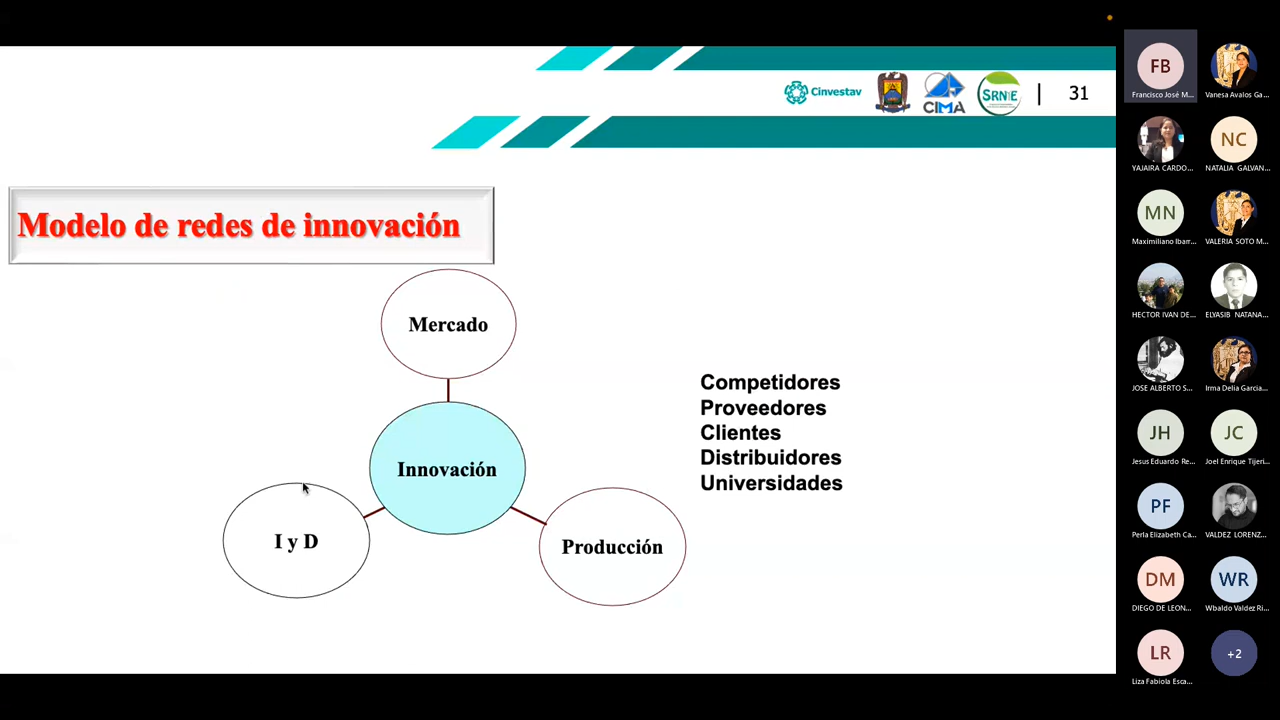 Cinvestav
CIMA
SRNyE
31
Modelo de redes de innovación
Mercado
Innovación
I y D
Producción
Competidores
Proveedores
Clientes
Distribuidores
Universidades
FB
Francisco José M...
Vanesa Avalos Ga...
YAJAIRA CARDO...
NC
NATALIA GALVAN...
MN
Maximiliano Ibarr...
VALERIA SOTO M...
HECTOR IVAN DE...
ELYASIB NATANA...
JOSE ALBERTO S...
Irma Delia Garcia...
JH
Jesus Eduardo Re...
JC
Joel Enrique Tijeri...
PF
Perla Elizabeth Ca...
VALDEZ LORENZ...
DM
DIEGO DE LEON...
WR
Wbaldo Valdez Ri...
LR
Liza Fabiola Esca...
+2